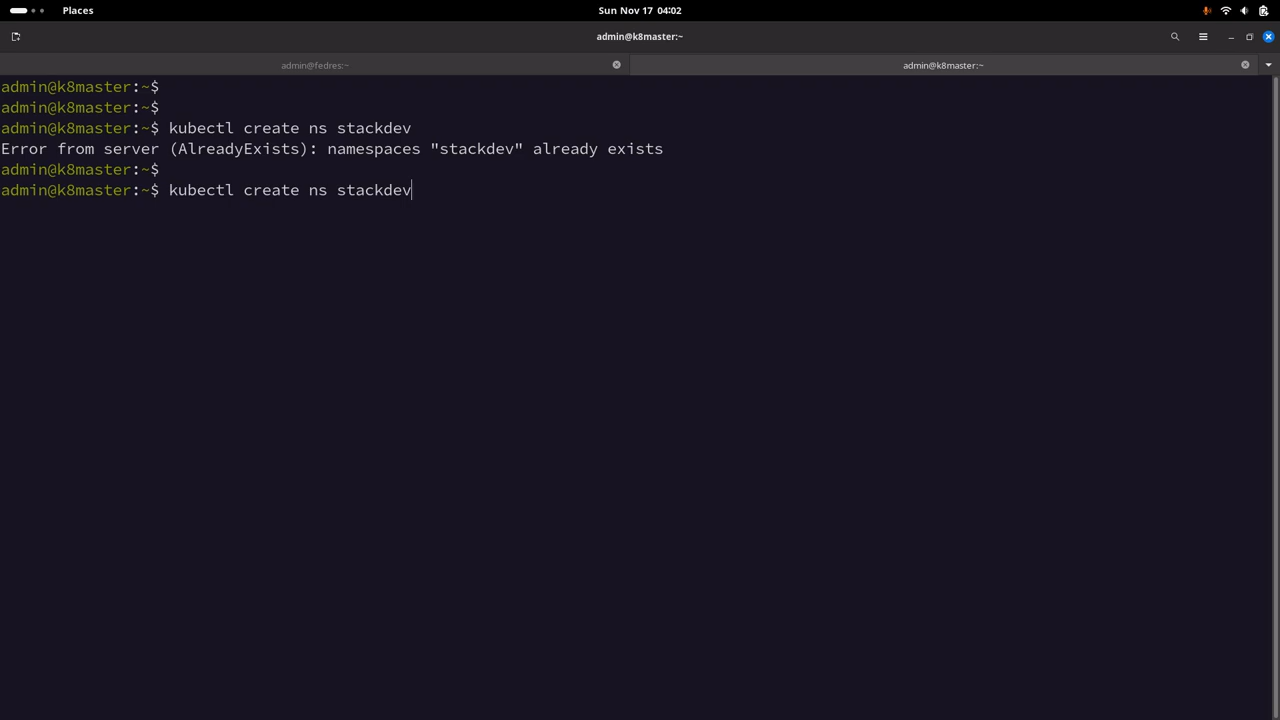 Places
Sun Nov 17 04:02
admin@k8master:~
admin@fedres:~
admin@k8master:~
admin@k8master:~$
admin@k8master:~$
admin@k8master:~$ kubectl create ns stackdev
Error from server (AlreadyExists): namespaces "stackdev" already exists
admin@k8master:~$
admin@k8master:~$ kubectl create ns stackdev